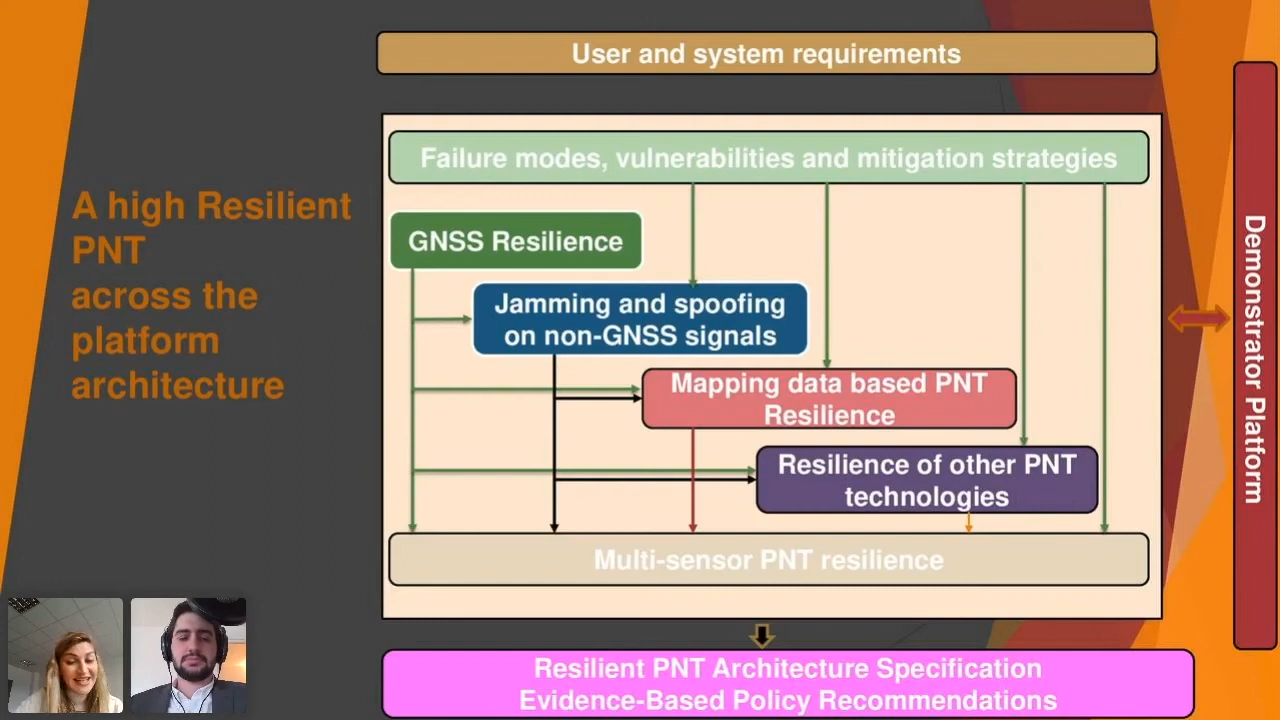 User and system requirements
Failure modes, vulnerabilities and mitigation strategies
A high Resilient
PNT
across the
platform
architecture
GNSS Resilience
Jamming and spoofing
on non-GNSS signals
Mapping data based PNT
Resilience
Resilience of other PNT
technologies
Multi-sensor PNT resilience
Demonstrator Platform
Resilient PNT Architecture Specification
Evidence-Based Policy Recommendations